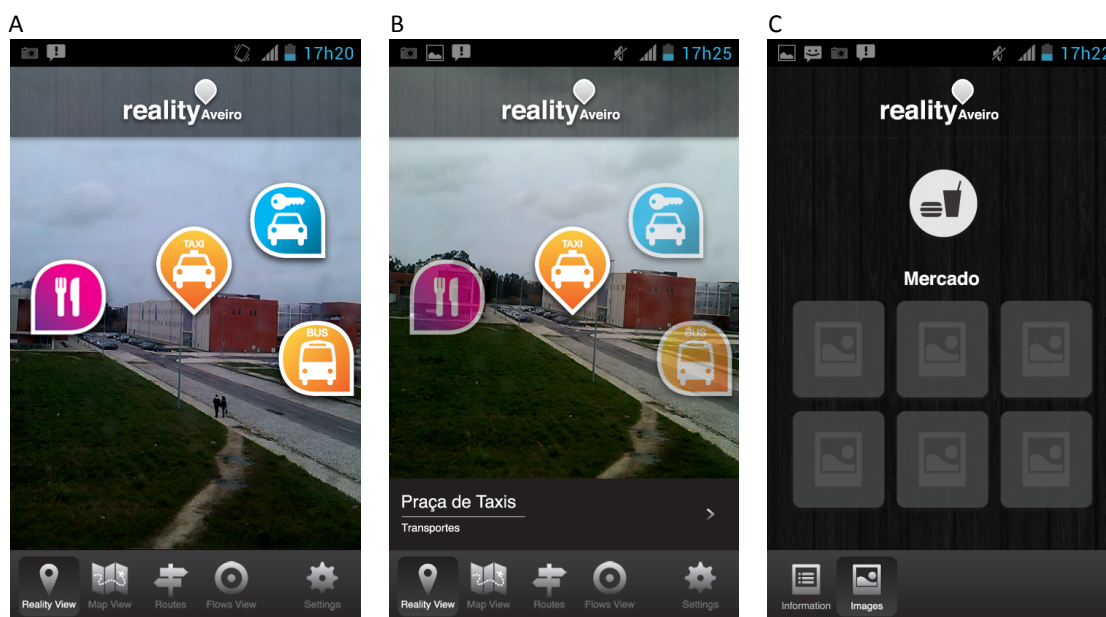 A
17h20
reality Aveiro
TAXI
BUS
Reality View
Map View
Routes
Flows View
Settings
B
17h25
reality Aveiro
TAXI
BUS
Praça de Taxis
Transportes
Reality View
Map View
Routes
Flows View
Settings
C
17h22
reality Aveiro
Mercado
Information
Images